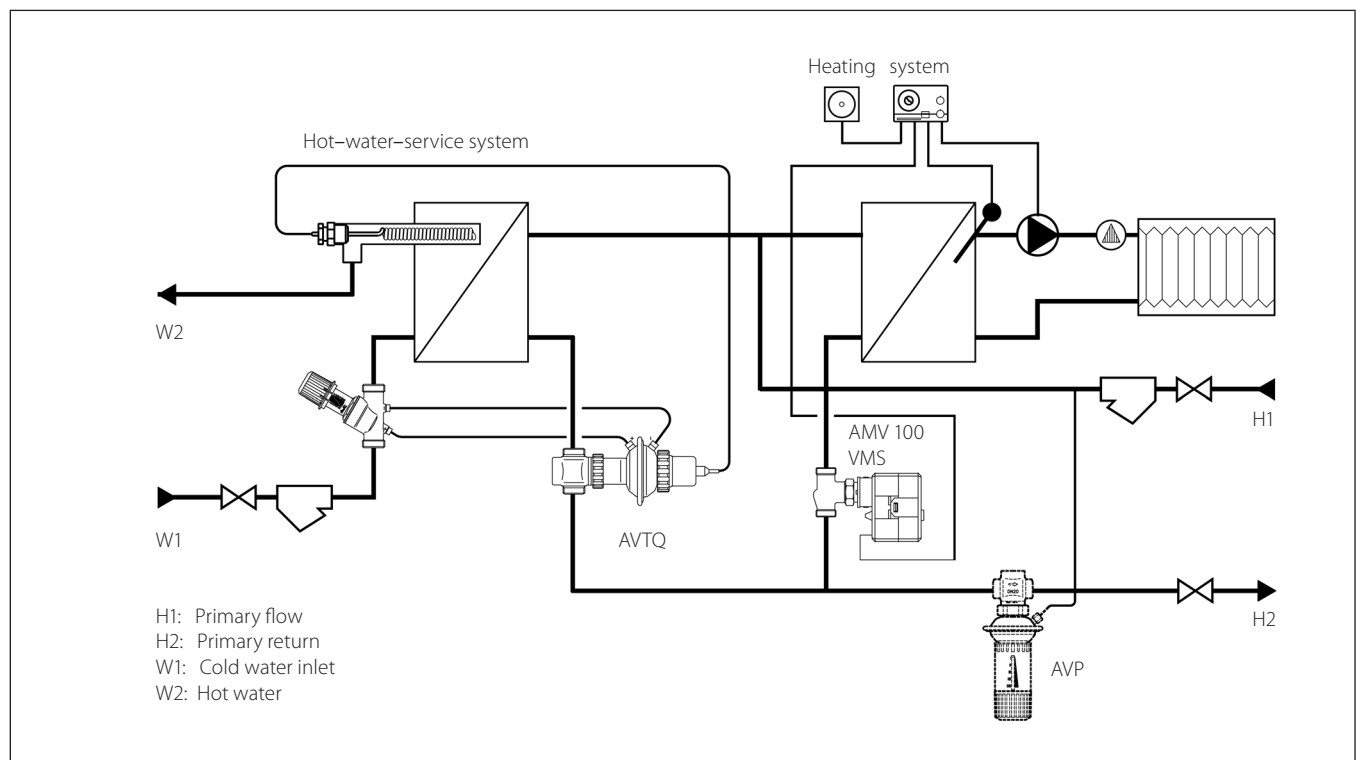 Heating system
Hot–water–service system
W2
H1
AMV 100
VMS
W1
AVTQ
DN20
H2
AVP
H1: Primary flow
H2: Primary return
W1: Cold water inlet
W2: Hot water